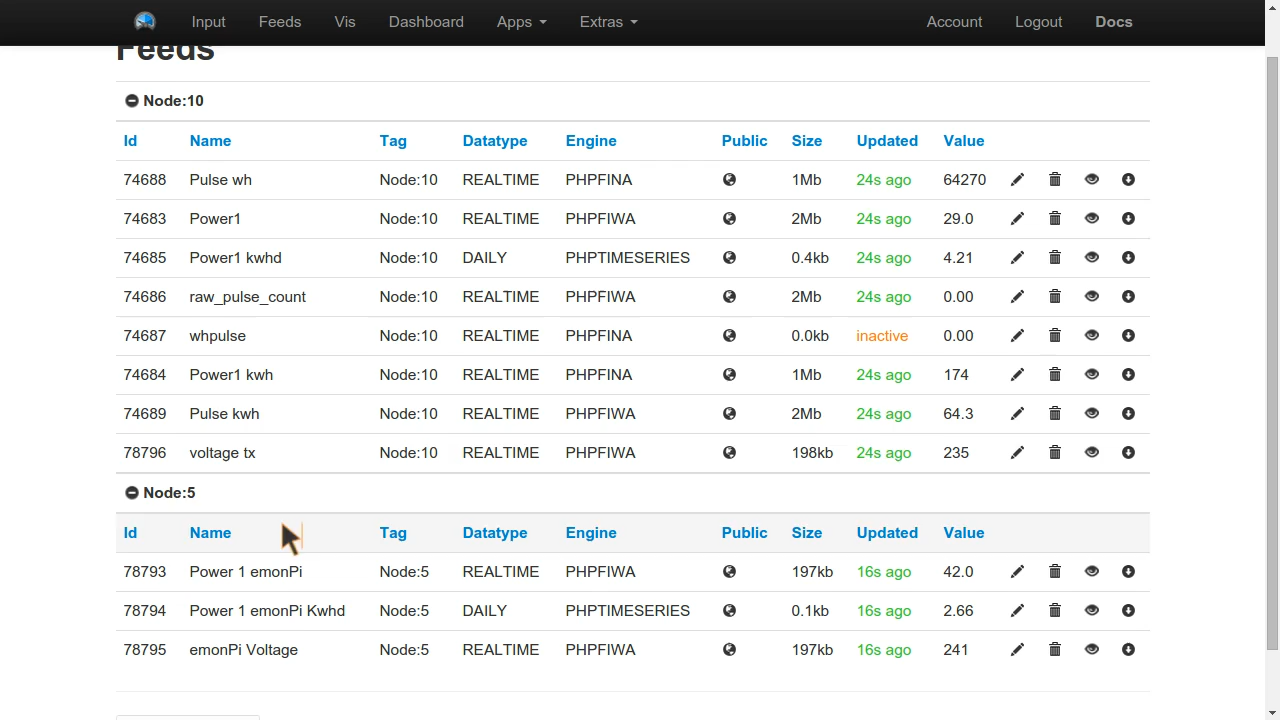 Input Feeds Vis Dashboard Apps Extras Account Logout Docs
Feeds
Node:10
Id Name Tag Datatype Engine Public Size Updated Value
74688 Pulse wh Node:10 REALTIME PHPFINA 1Mb 24s ago 64270
74683 Power1 Node:10 REALTIME PHPFIWA 2Mb 24s ago 29.0
74685 Power1 kwhd Node:10 DAILY PHPTIMESERIES 0.4kb 24s ago 4.21
74686 raw_pulse_count Node:10 REALTIME PHPFIWA 2Mb 24s ago 0.00
74687 whpulse Node:10 REALTIME PHPFINA 0.0kb inactive 0.00
74684 Power1 kwh Node:10 REALTIME PHPFINA 1Mb 24s ago 174
74689 Pulse kwh Node:10 REALTIME PHPFIWA 2Mb 24s ago 64.3
78796 voltage tx Node:10 REALTIME PHPFIWA 198kb 24s ago 235
Node:5
Id Name Tag Datatype Engine Public Size Updated Value
78793 Power 1 emonPi Node:5 REALTIME PHPFIWA 197kb 16s ago 42.0
78794 Power 1 emonPi Kwhd Node:5 DAILY PHPTIMESERIES 0.1kb 16s ago 2.66
78795 emonPi Voltage Node:5 REALTIME PHPFIWA 197kb 16s ago 241